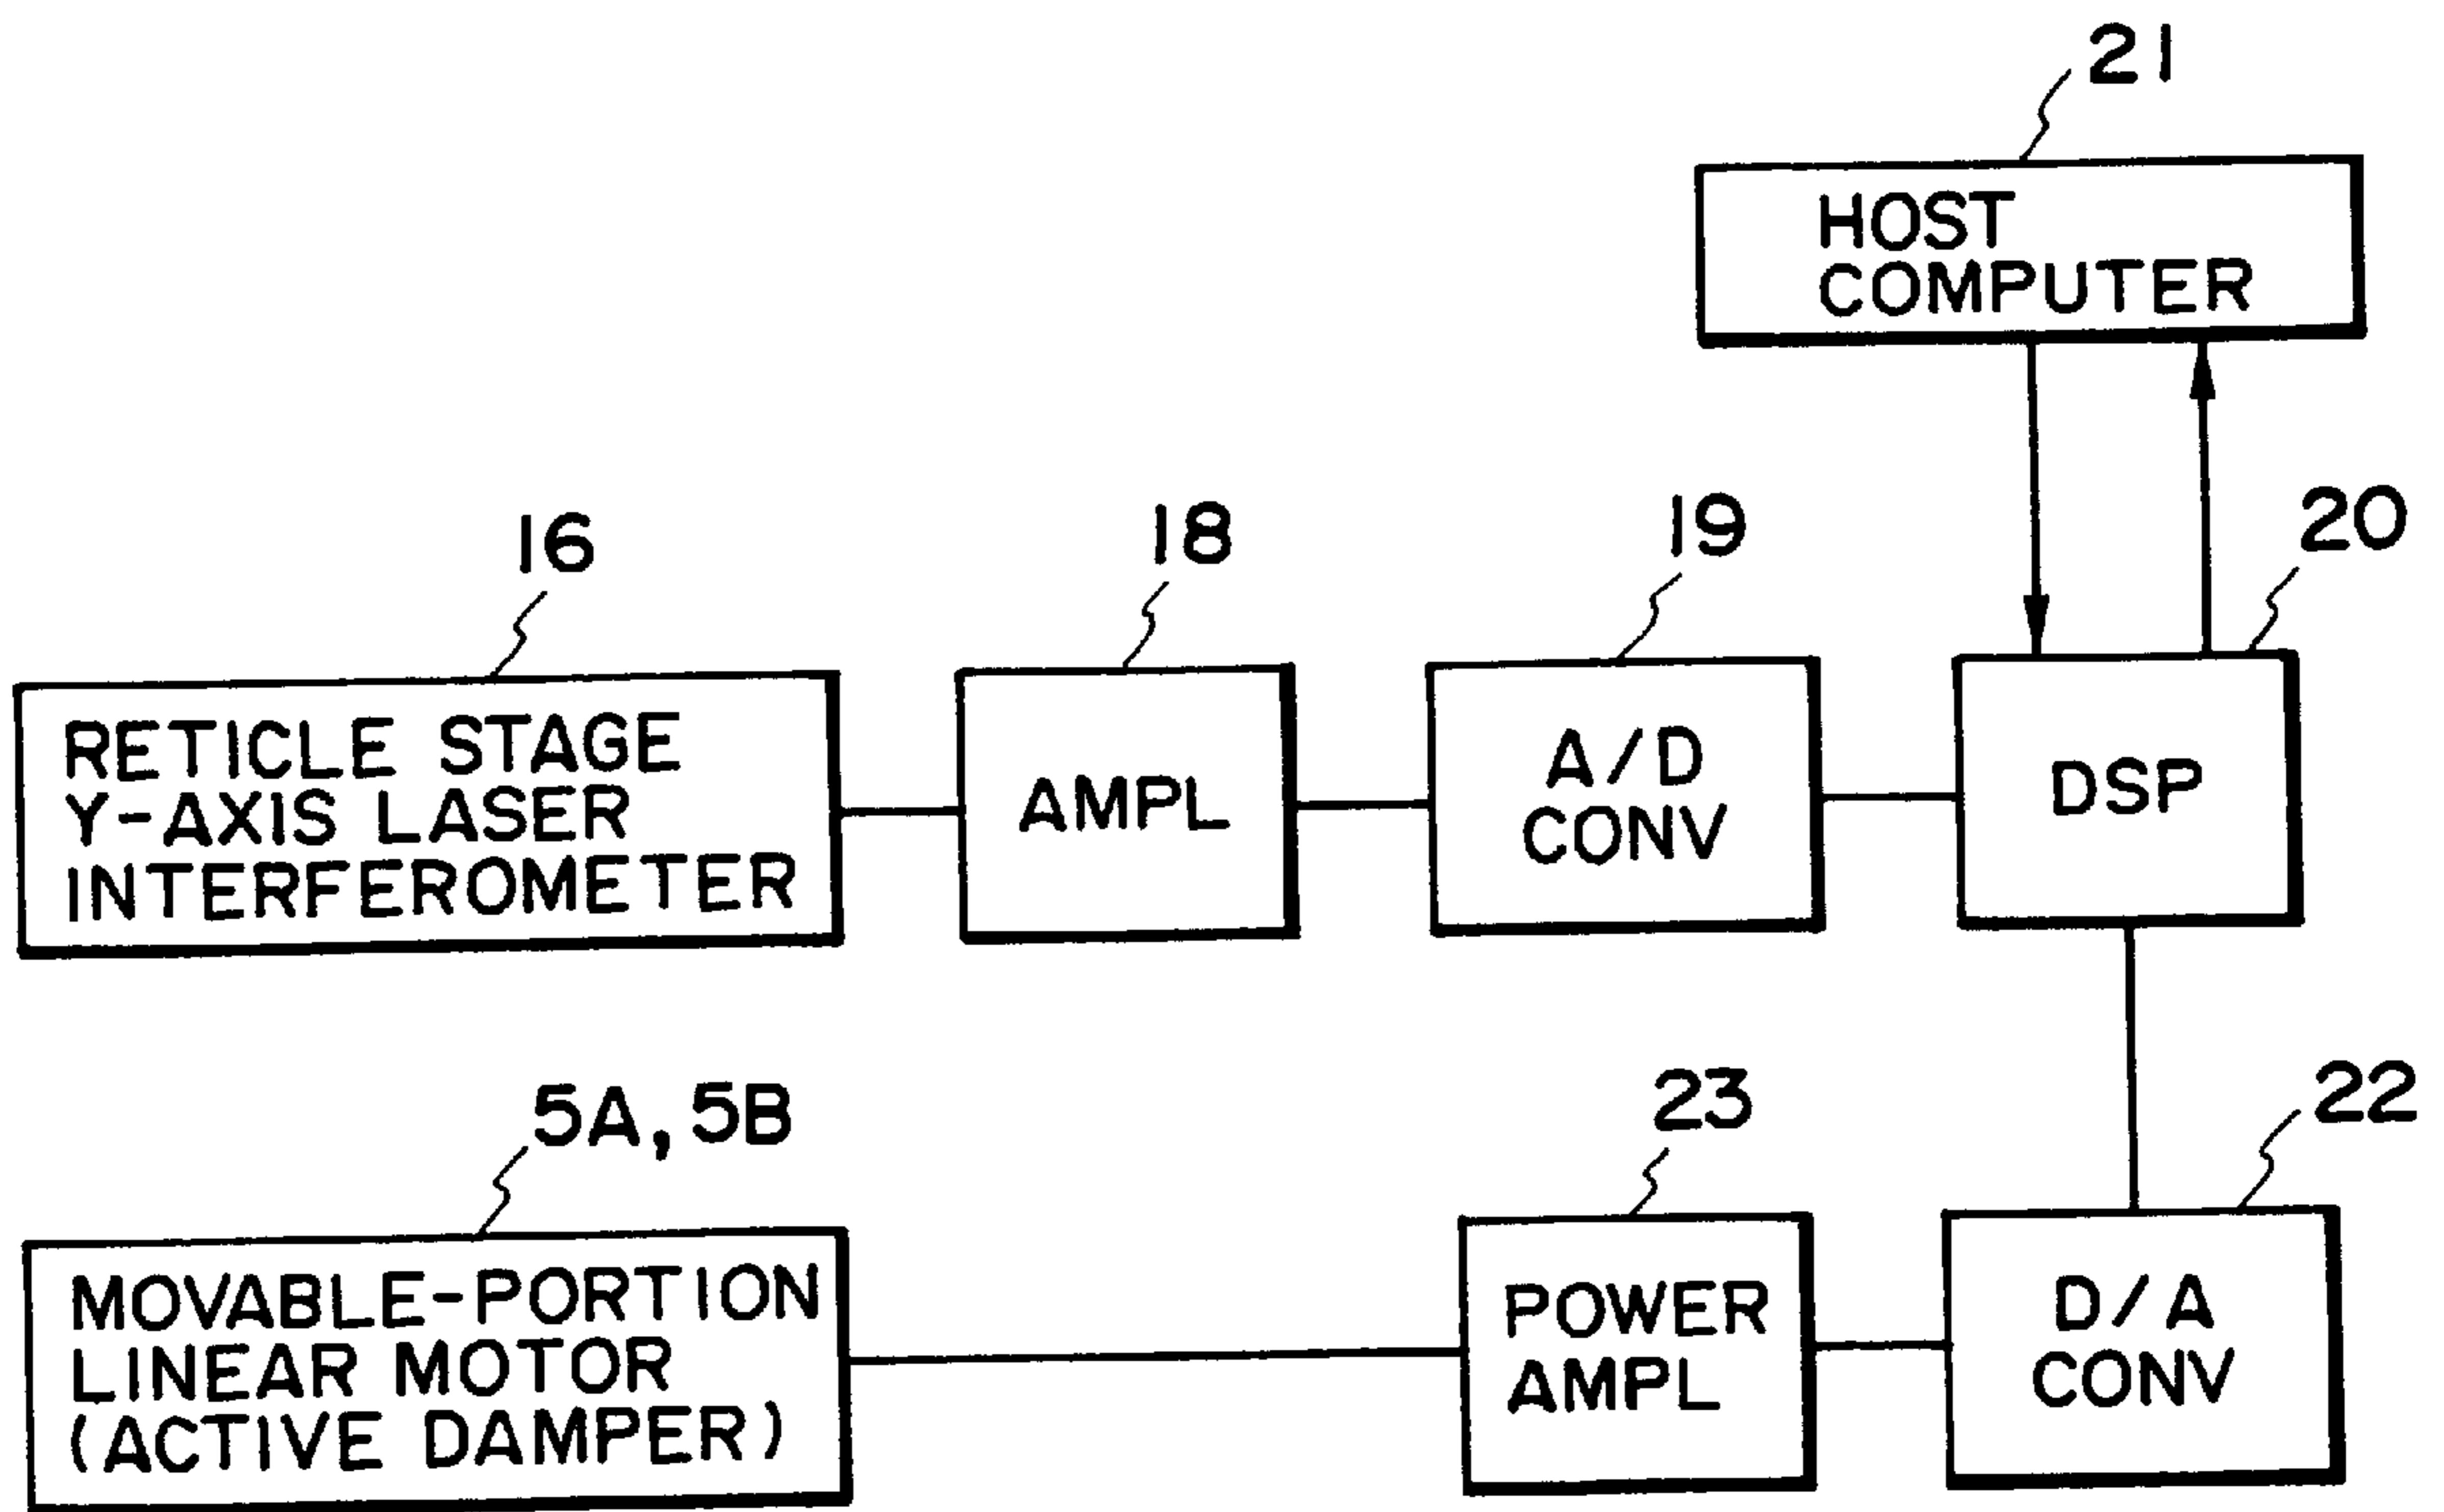 21
HOST
COMPUTER
16
18
19
20
RETICLE STAGE
Y-AXIS LASER
INTERFEROMETER
AMPL
A/D
CONV
DSP
5A, 5B
23
22
MOVABLE-PORTION
LINEAR MOTOR
(ACTIVE DAMPER)
POWER
AMPL
D/A
CONV